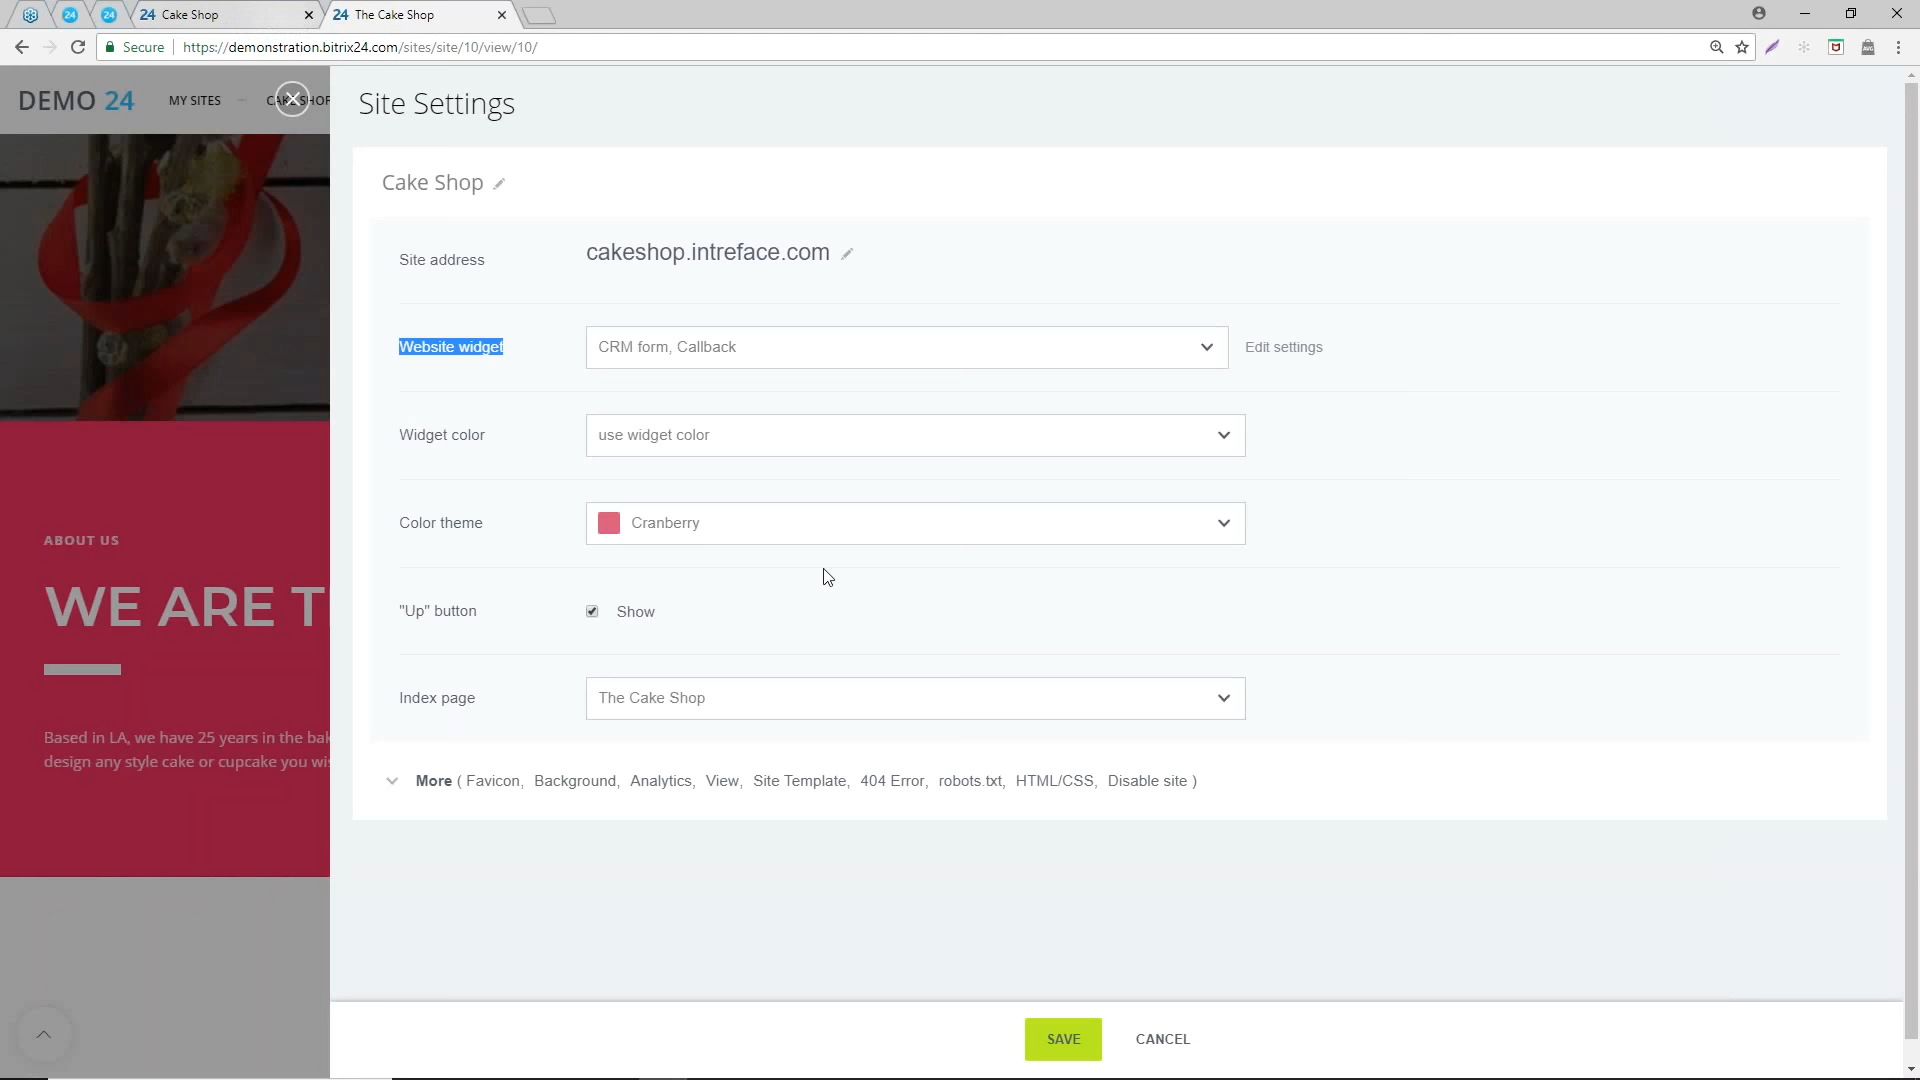 24 24 24 Cake Shop 24 The Cake Shop
Secure https://demonstration.bitrix24.com/sites/site/10/view/10/
DEMO 24 MY SITES CAKE SHOP
Site Settings
Cake Shop
Site address cakeshop.intreface.com
Website widget CRM form, Callback Edit settings
Widget color use widget color
Color theme Cranberry
ABOUT US
WE ARE T
"Up" button Show
Index page The Cake Shop
Based in LA, we have 25 years in the
design any style cake or cupcake you
More ( Favicon, Background, Analytics, View, Site Template, 404 Error, robots.txt, HTML/CSS, Disable site )
SAVE CANCEL